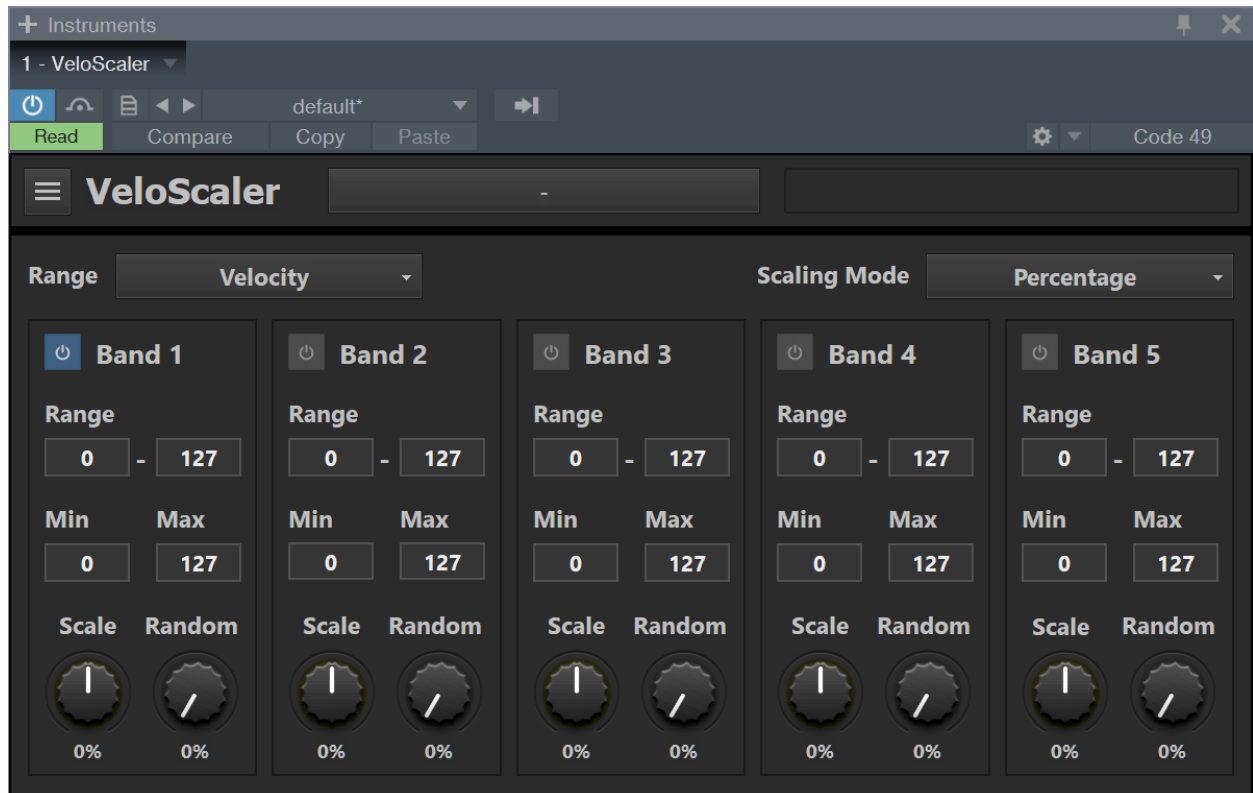 Instruments
1 - VeloScaler
default*
Read Compare Copy Paste Code 49
VeloScaler -
Range Velocity Scaling Mode Percentage
Band 1 Band 2 Band 3 Band 4 Band 5
Range Range Range Range Range
0 - 127 0 - 127 0 - 127 0 - 127 0 - 127
Min Max Min Max Min Max Min Max Min Max
0 127 0 127 0 127 0 127 0 127
Scale Random Scale Random Scale Random Scale Random Scale Random
0% 0% 0% 0% 0% 0% 0% 0% 0% 0%